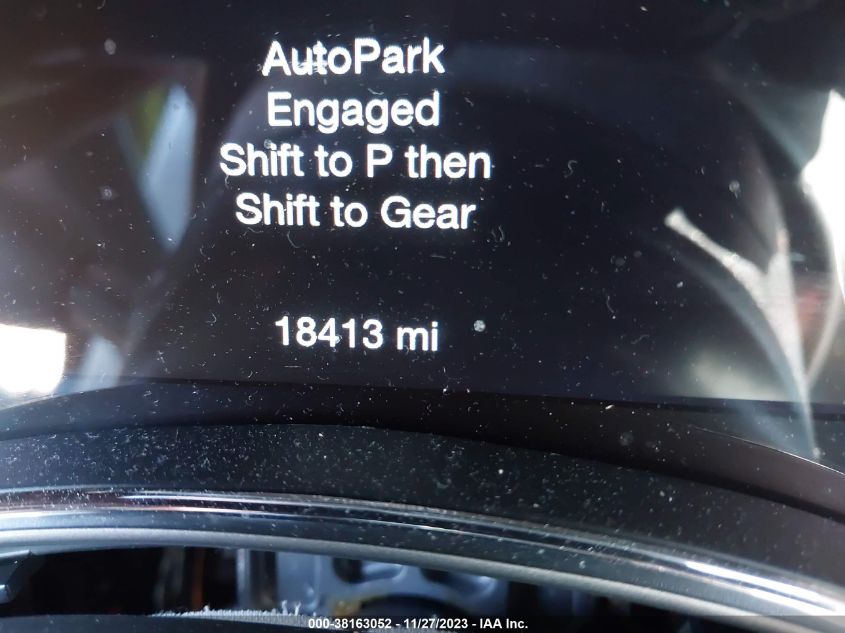 AutoPark
Engaged
Shift to P then
Shift to Gear
18413 mi
000-38163052 - 11/27/2023 - IAA Inc.